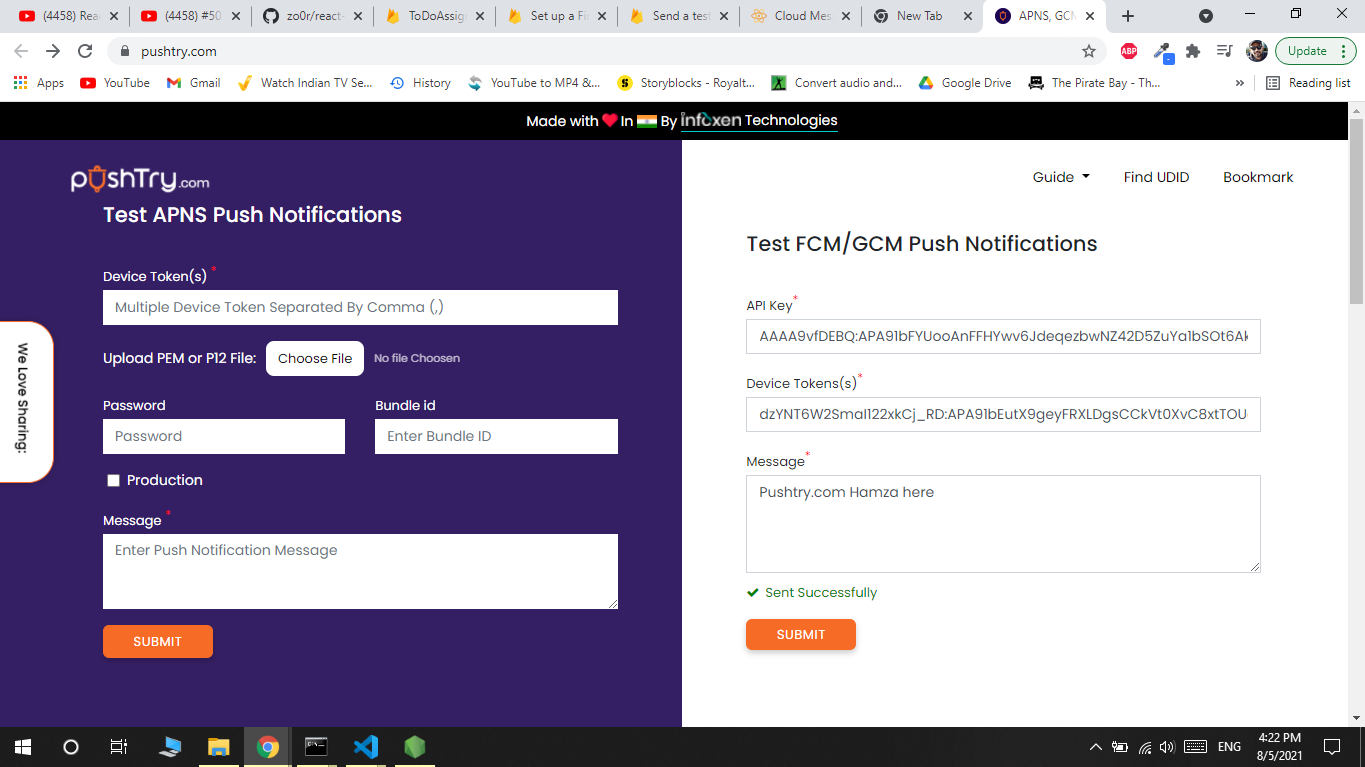 (4458) Rea
(4458) #50
zo0r/react-
ToDoAssig
Set up a Fi
Send a test
Cloud Mes
New Tab
APNS, GCM
pushtry.com
ABP
Update
Apps
YouTube
Gmail
Watch Indian TV Se...
History
YouTube to MP4 &...
Storyblocks - Royalt...
Convert audio and...
Google Drive
The Pirate Bay - Th...
»
Reading list
Made with In By infoxen Technologies
pushTry.com
Guide
Find UDID
Bookmark
Test APNS Push Notifications
Device Token(s) *
Multiple Device Token Separated By Comma (,)
Upload PEM or P12 File: Choose File No file Choosen
Password
Bundle id
Password
Enter Bundle ID
Production
Message *
Enter Push Notification Message
SUBMIT
We Love Sharing:
Test FCM/GCM Push Notifications
API Key*
AAAA9vfDEBQ:APA91bFYUooAnFFHYwv6JdeqezbwNZ42D5ZuYa1bSOt6Ak
Device Tokens(s)*
dzYNT6W2SmaI122xkCj_RD:APA91bEutX9geyFRXLDgsCCkVt0XvC8xtTOU
Message*
Pushtry.com Hamza here
Sent Successfully
SUBMIT
ENG
4:22 PM
8/5/2021